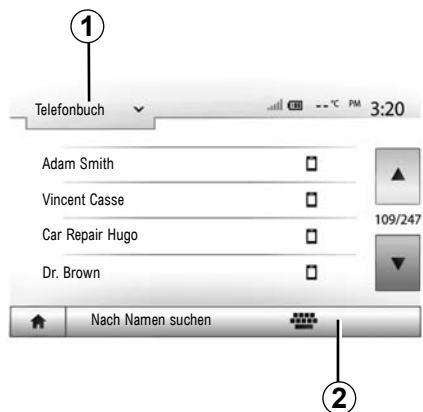 1
Telefonbuch --°C PM 3:20
Adam Smith
Vincent Casse
109/247
Car Repair Hugo
Dr. Brown
Nach Namen suchen
2